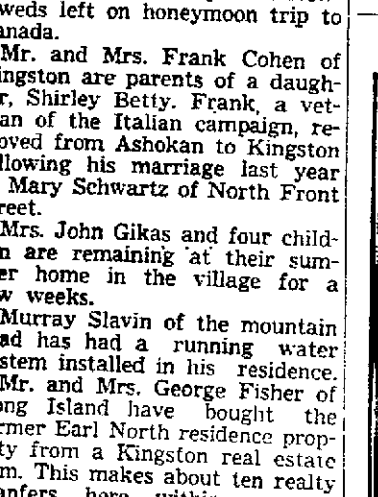 weds left on honeymoon trip to
anada.
Mr. and Mrs. Frank Cohen of
ingston are parents of a daugh-
r, Shirley Betty. Frank, a vet-
an of the Italian campaign, re-
oved from Ashokan to Kingston
llowing his marriage last year
Mary Schwartz of North Front
reet.
Mrs. John Gikas and four child-
n are remaining at their sum-
er home in the village for a
w weeks.
Murray Slavin of the mountain
ad has had a running water
stem installed in his residence.
Mr. and Mrs. George Fisher of
ong Island have bought the
rmer Earl North residence prop-
ty from a Kingston real estate
m. This makes about ten realty
anfers here within